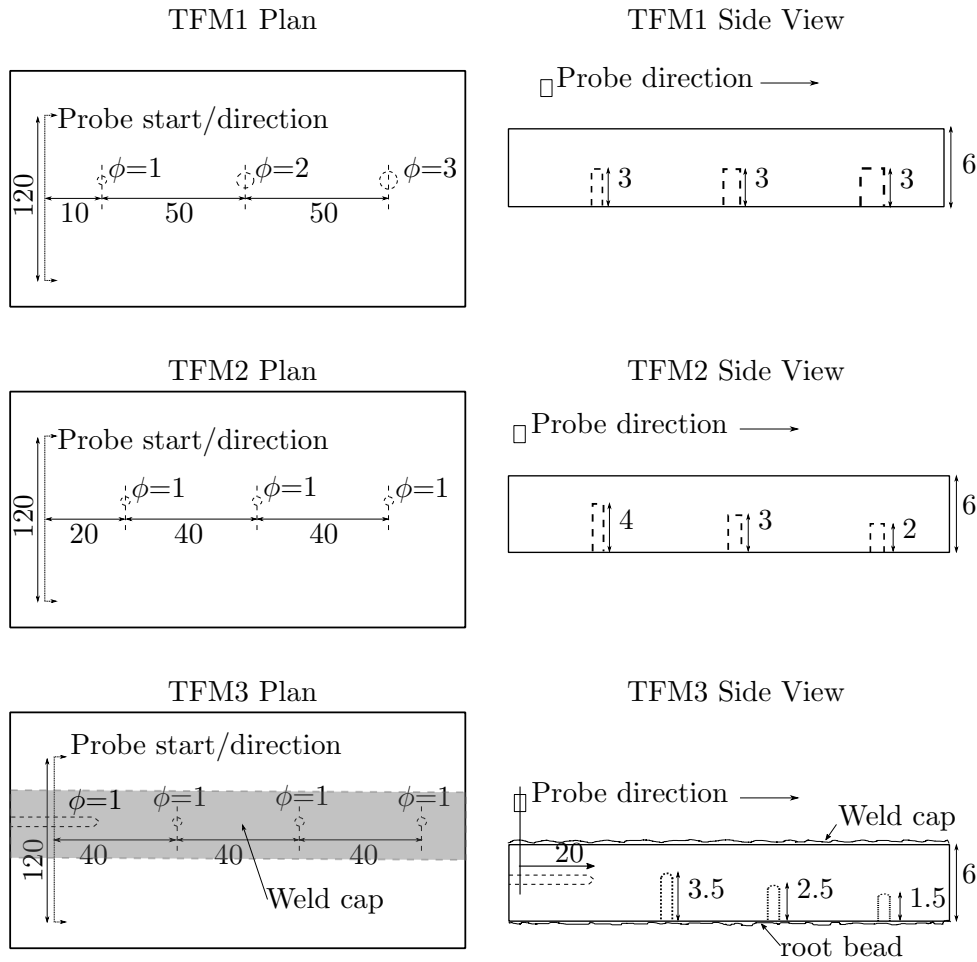 TFM1 Plan
TFM1 Side View
Probe start/direction
ϕ=1
ϕ=2
ϕ=3
120
10
50
50
Probe direction
3
3
3
6
TFM2 Plan
TFM2 Side View
Probe start/direction
ϕ=1
ϕ=1
ϕ=1
120
20
40
40
Probe direction
4
3
2
6
TFM3 Plan
TFM3 Side View
Probe start/direction
ϕ=1
ϕ=1
ϕ=1
ϕ=1
120
40
40
40
Weld cap
Probe direction
Weld cap
20
3.5
2.5
1.5
6
root bead